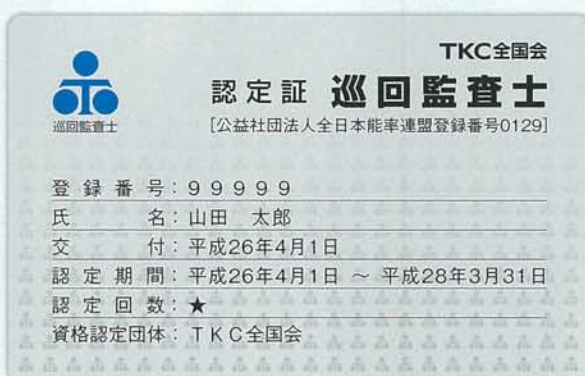 TKC全国会
認定証 巡回監査士
巡回監査士
[公益社団法人全日本能率連盟登録番号0129]
登録番号：９９９９９
氏名：山田 太郎
交付：平成26年4月1日
認定期間：平成26年4月1日 ～ 平成28年3月31日
認定回数：★
資格認定団体：ＴＫＣ全国会